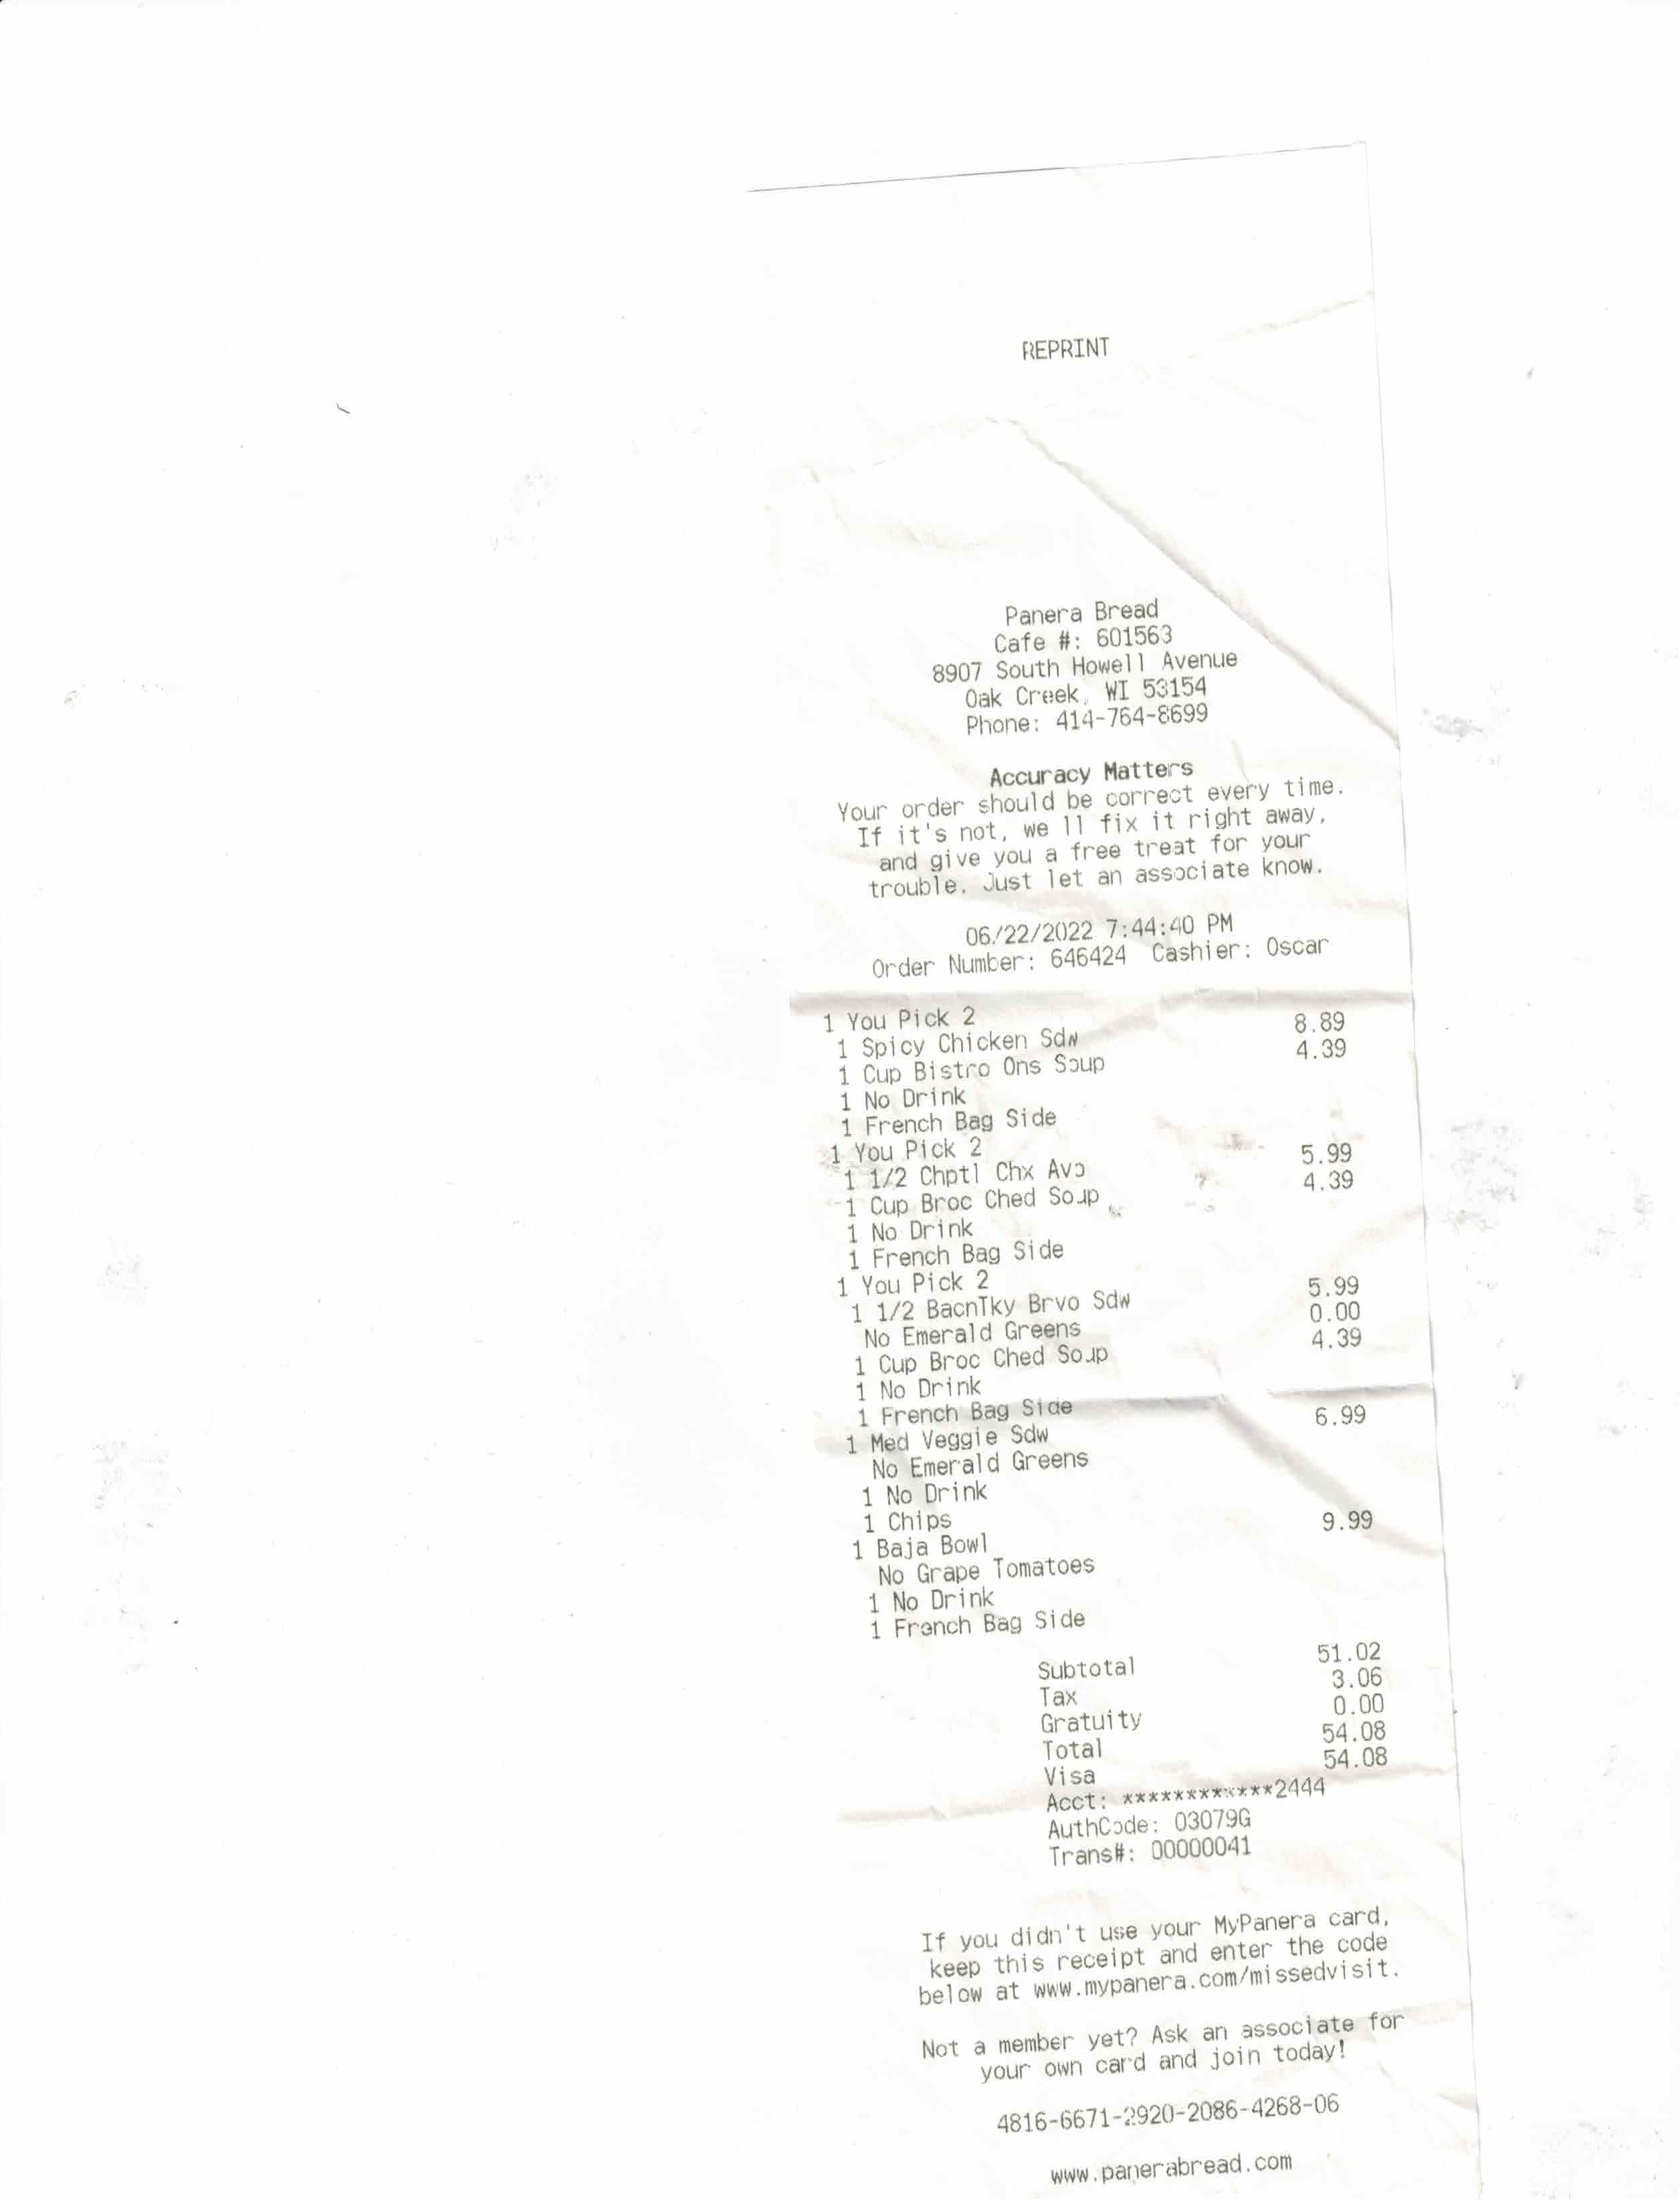 REPRINT
Panera Bread
Cafe #: 601563
8907 South Howell Avenue
Oak Creek, WI 53154
Phone: 414-764-8699
Accuracy Matters
Your order should be correct every time.
If it's not, we ll fix it right away,
and give you a free treat for your
trouble. Just let an associate know.
06/22/2022 7:44:40 PM
Order Number: 646424 Cashier: Oscar
1 You Pick 2
1 Spicy Chicken Sdw 8.89
1 Cup Bistro Ons Soup 4.39
1 No Drink
1 French Bag Side
1 You Pick 2
1 1/2 Chptl Chx Avo 5.99
1 Cup Broc Ched Soup 4.39
1 No Drink
1 French Bag Side
1 You Pick 2
1 1/2 BacnTky Brvo Sdw 5.99
No Emerald Greens 0.00
1 Cup Broc Ched Soup 4.39
1 No Drink
1 French Bag Side
1 Med Veggie Sdw 6.99
No Emerald Greens
1 No Drink
1 Chips
1 Baja Bowl 9.99
No Grape Tomatoes
1 No Drink
1 French Bag Side
Subtotal 51.02
Tax 3.06
Gratuity 0.00
Total 54.08
Visa 54.08
Acct: ************2444
AuthCode: 03079G
Trans#: 00000041
If you didn't use your MyPanera card,
keep this receipt and enter the code
below at www.mypanera.com/missedvisit.
Not a member yet? Ask an associate for
your own card and join today!
4816-6671-2920-2086-4268-06
www.panerabread.com